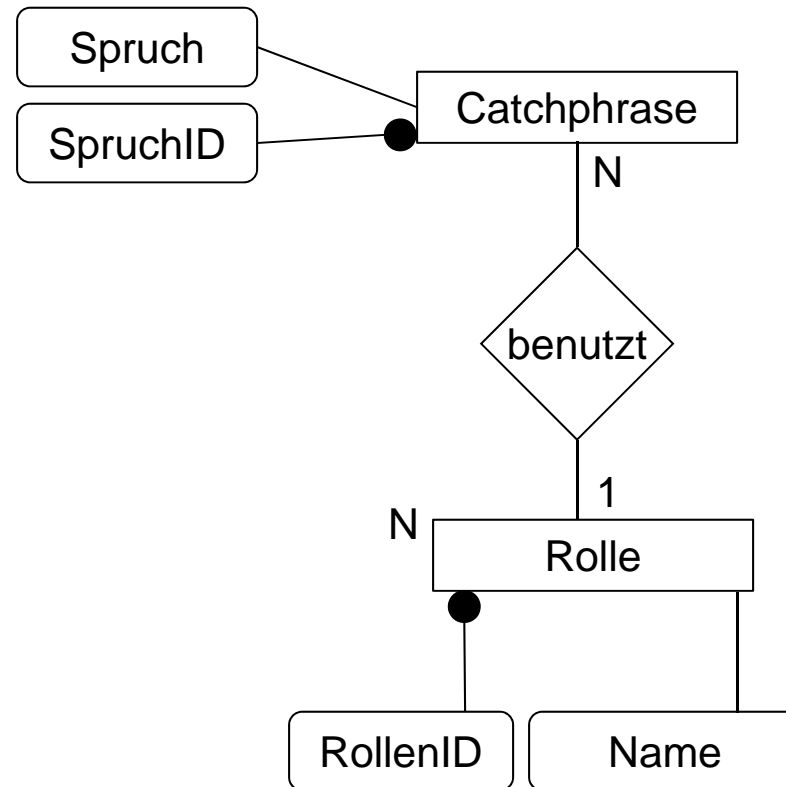 Spruch
Catchphrase
SpruchID
N
benutzt
1
N
Rolle
RollenID
Name